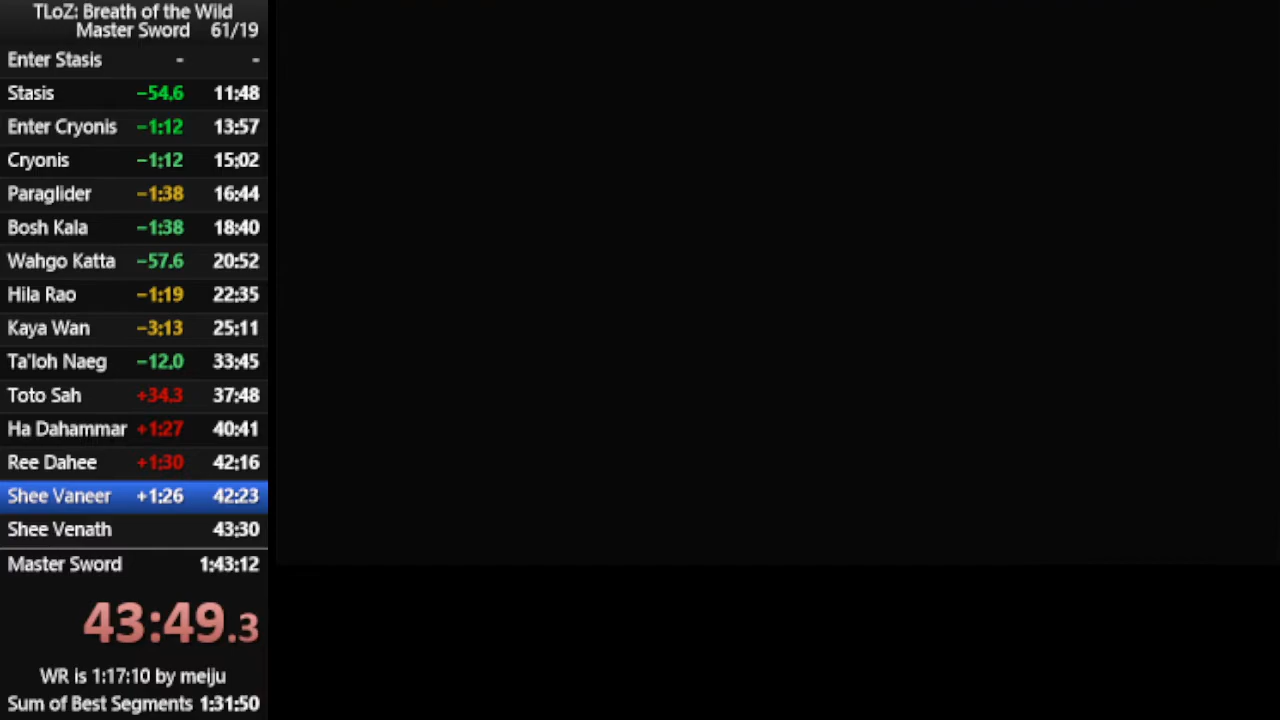 TLoZ: Breath of the Wild
Master Sword 61/19
Enter Stasis - -
Stasis -54.6 11:48
Enter Cryonis -1:12 13:57
Cryonis -1:12 15:02
Paraglider -1:38 16:44
Bosh Kala -1:38 18:40
Wahgo Katta -57.6 20:52
Hila Rao -1:19 22:35
Kaya Wan -3:13 25:11
Ta'loh Naeg -12.0 33:45
Toto Sah +34.3 37:48
Ha Dahammar +1:27 40:41
Ree Dahee +1:30 42:16
Shee Vaneer +1:26 42:23
Shee Venath 43:30
Master Sword 1:43:12
43:49.3
WR is 1:17:10 by meiju
Sum of Best Segments 1:31:50